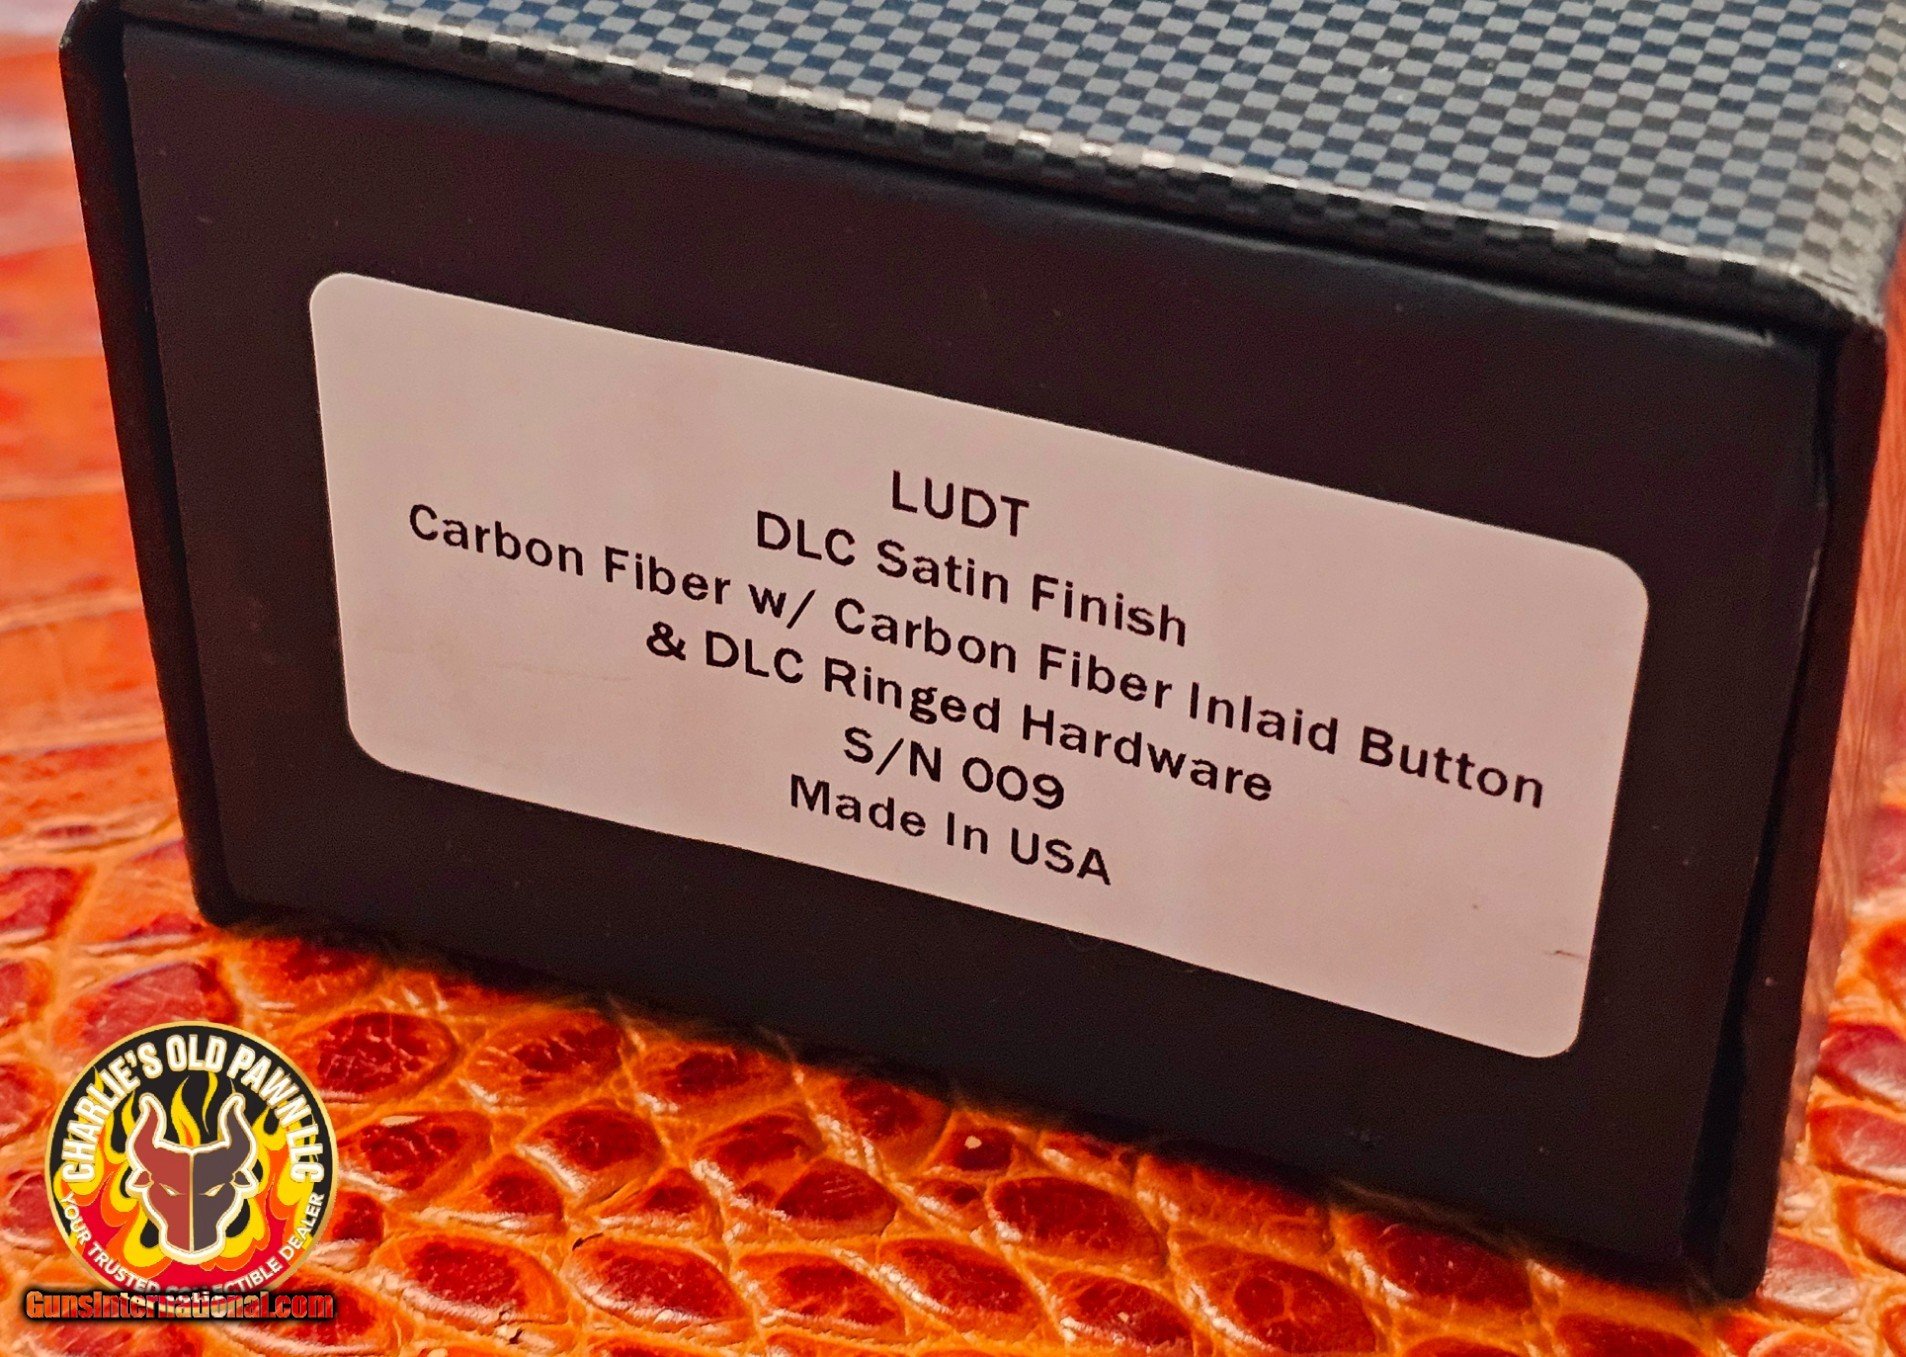 LUDT
DLC Satin Finish
Carbon Fiber w/ Carbon Fiber Inlaid Button
& DLC Ringed Hardware
S/N 009
Made In USA
CHARLIE'S OLD PAWN LLC
YOUR TRUSTED COLLECTIBLE DEALER
GunsInternational.com